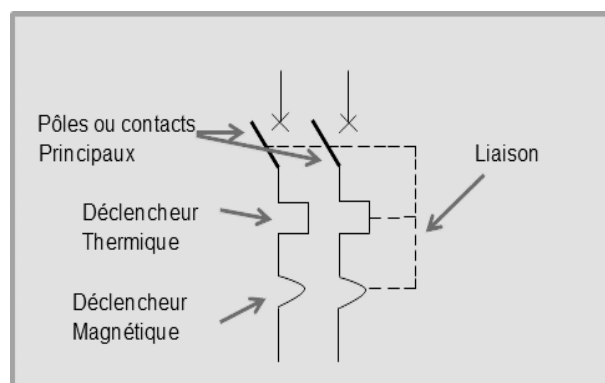 Pôles ou contacts
Principaux
Liaison
Déclencheur
Thermique
Déclencheur
Magnétique